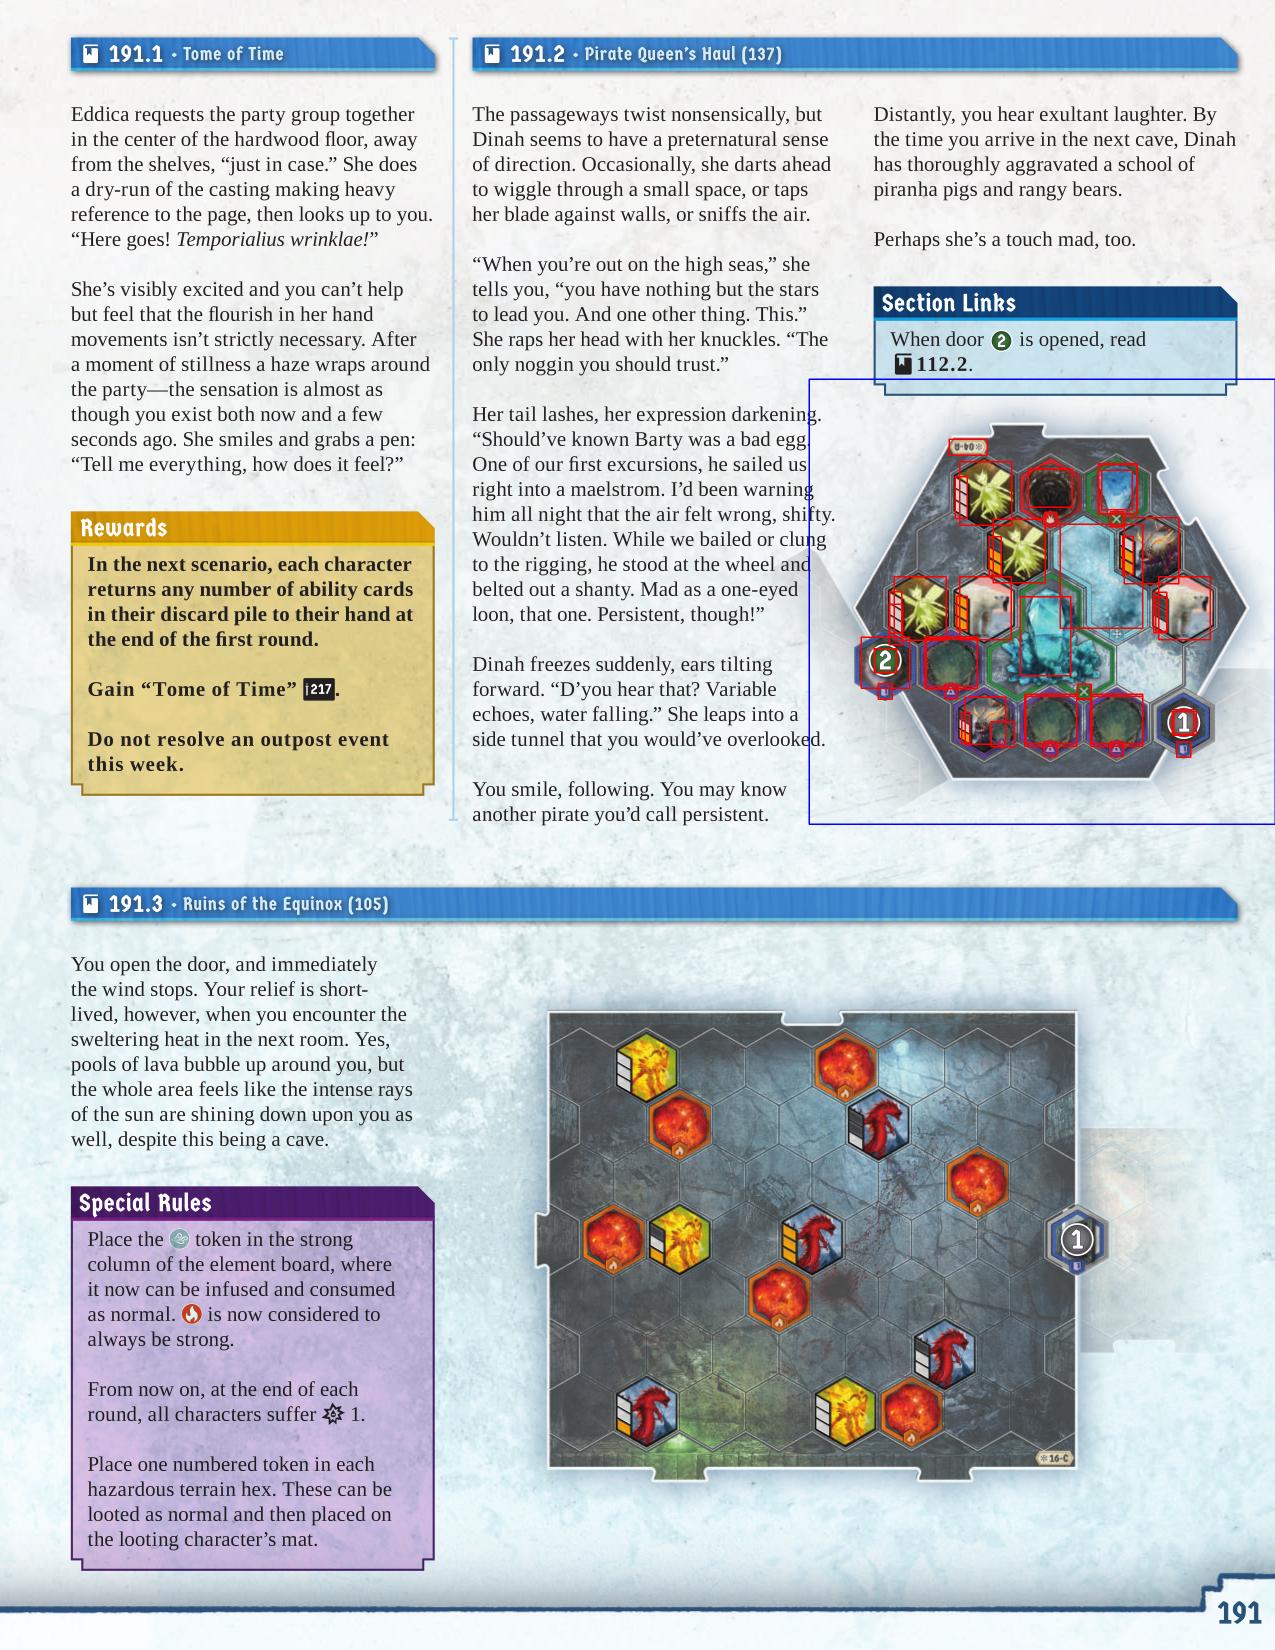 191.1 • Tome of Time
Eddica requests the party group together
in the center of the hardwood floor, away
from the shelves, “just in case.” She does
a dry-run of the casting making heavy
reference to the page, then looks up to you.
“Here goes! Temporialius wrinklae!”
She’s visibly excited and you can’t help
but feel that the flourish in her hand
movements isn’t strictly necessary. After
a moment of stillness a haze wraps around
the party—the sensation is almost as
though you exist both now and a few
seconds ago. She smiles and grabs a pen:
“Tell me everything, how does it feel?”
Rewards
In the next scenario, each character
returns any number of ability cards
in their discard pile to their hand at
the end of the first round.
Gain “Tome of Time” 217.
Do not resolve an outpost event
this week.
191.2 • Pirate Queen’s Haul (137)
The passageways twist nonsensically, but
Dinah seems to have a preternatural sense
of direction. Occasionally, she darts ahead
to wiggle through a small space, or taps
her blade against walls, or sniffs the air.
“When you’re out on the high seas,” she
tells you, “you have nothing but the stars
to lead you. And one other thing. This.”
She raps her head with her knuckles. “The
only noggin you should trust.”
Her tail lashes, her expression darkening.
“Should’ve known Barty was a bad egg.
One of our first excursions, he sailed us
right into a maelstrom. I’d been warning
him all night that the air felt wrong, shifty.
Wouldn’t listen. While we bailed or clung
to the rigging, he stood at the wheel and
belted out a shanty. Mad as a one-eyed
loon, that one. Persistent, though!”
Dinah freezes suddenly, ears tilting
forward. “D’you hear that? Variable
echoes, water falling.” She leaps into a
side tunnel that you would’ve overlooked.
You smile, following. You may know
another pirate you’d call persistent.
Distantly, you hear exultant laughter. By
the time you arrive in the next cave, Dinah
has thoroughly aggravated a school of
piranha pigs and rangy bears.
Perhaps she’s a touch mad, too.
Section Links
When door 2 is opened, read
112.2.
04-A
2
1
191.3 • Ruins of the Equinox (105)
You open the door, and immediately
the wind stops. Your relief is short-
lived, however, when you encounter the
sweltering heat in the next room. Yes,
pools of lava bubble up around you, but
the whole area feels like the intense rays
of the sun are shining down upon you as
well, despite this being a cave.
Special Rules
Place the token in the strong
column of the element board, where
it now can be infused and consumed
as normal. is now considered to
always be strong.
From now on, at the end of each
round, all characters suffer 1.
Place one numbered token in each
hazardous terrain hex. These can be
looted as normal and then placed on
the looting character’s mat.
1
16-C
191